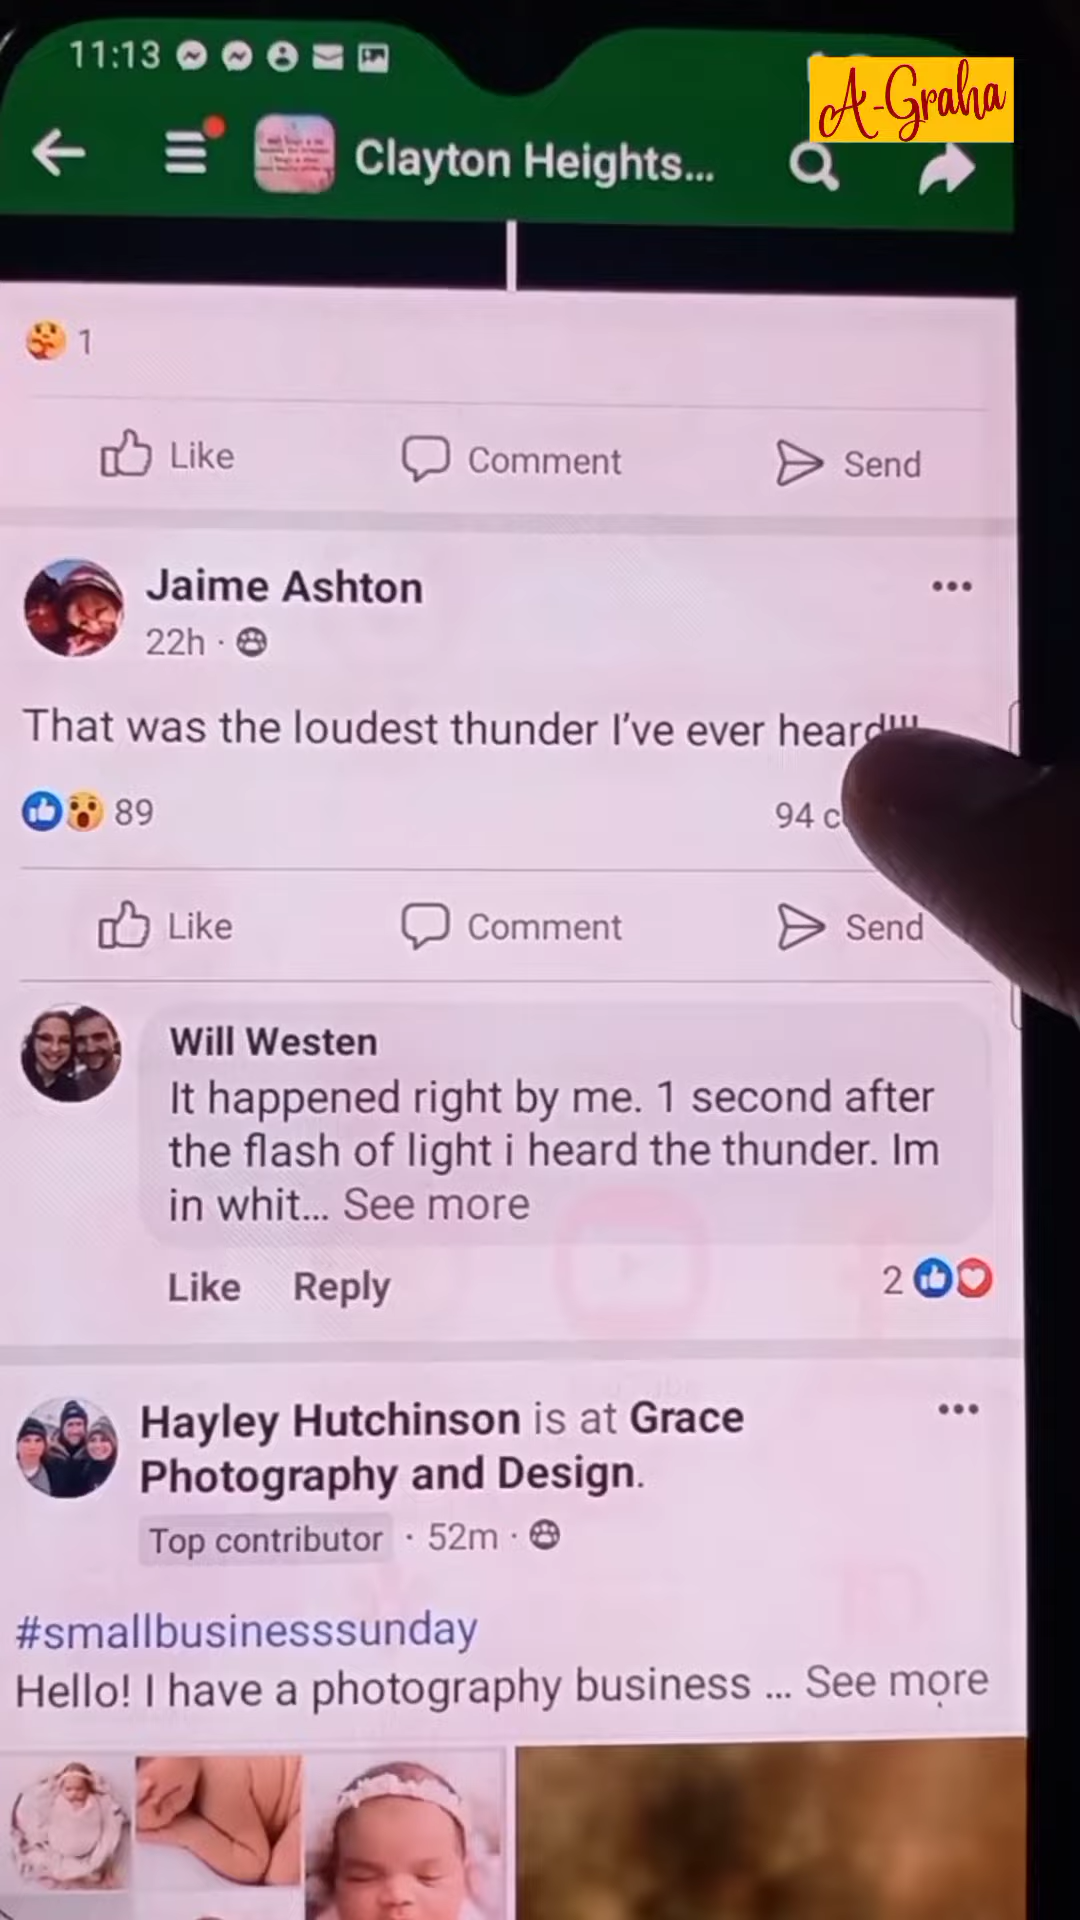 11:13
A-Graha
Clayton Heights...
1
Like
Comment
Send
Jaime Ashton
22h ·
That was the loudest thunder I've ever heard!!!
89
94
Like
Comment
Send
Will Westen
It happened right by me. 1 second after
the flash of light i heard the thunder. Im
in whit... See more
Like
Reply
2
Hayley Hutchinson is at Grace
Photography and Design.
Top contributor · 52m ·
#smallbusinesssunday
Hello! I have a photography business ... See more